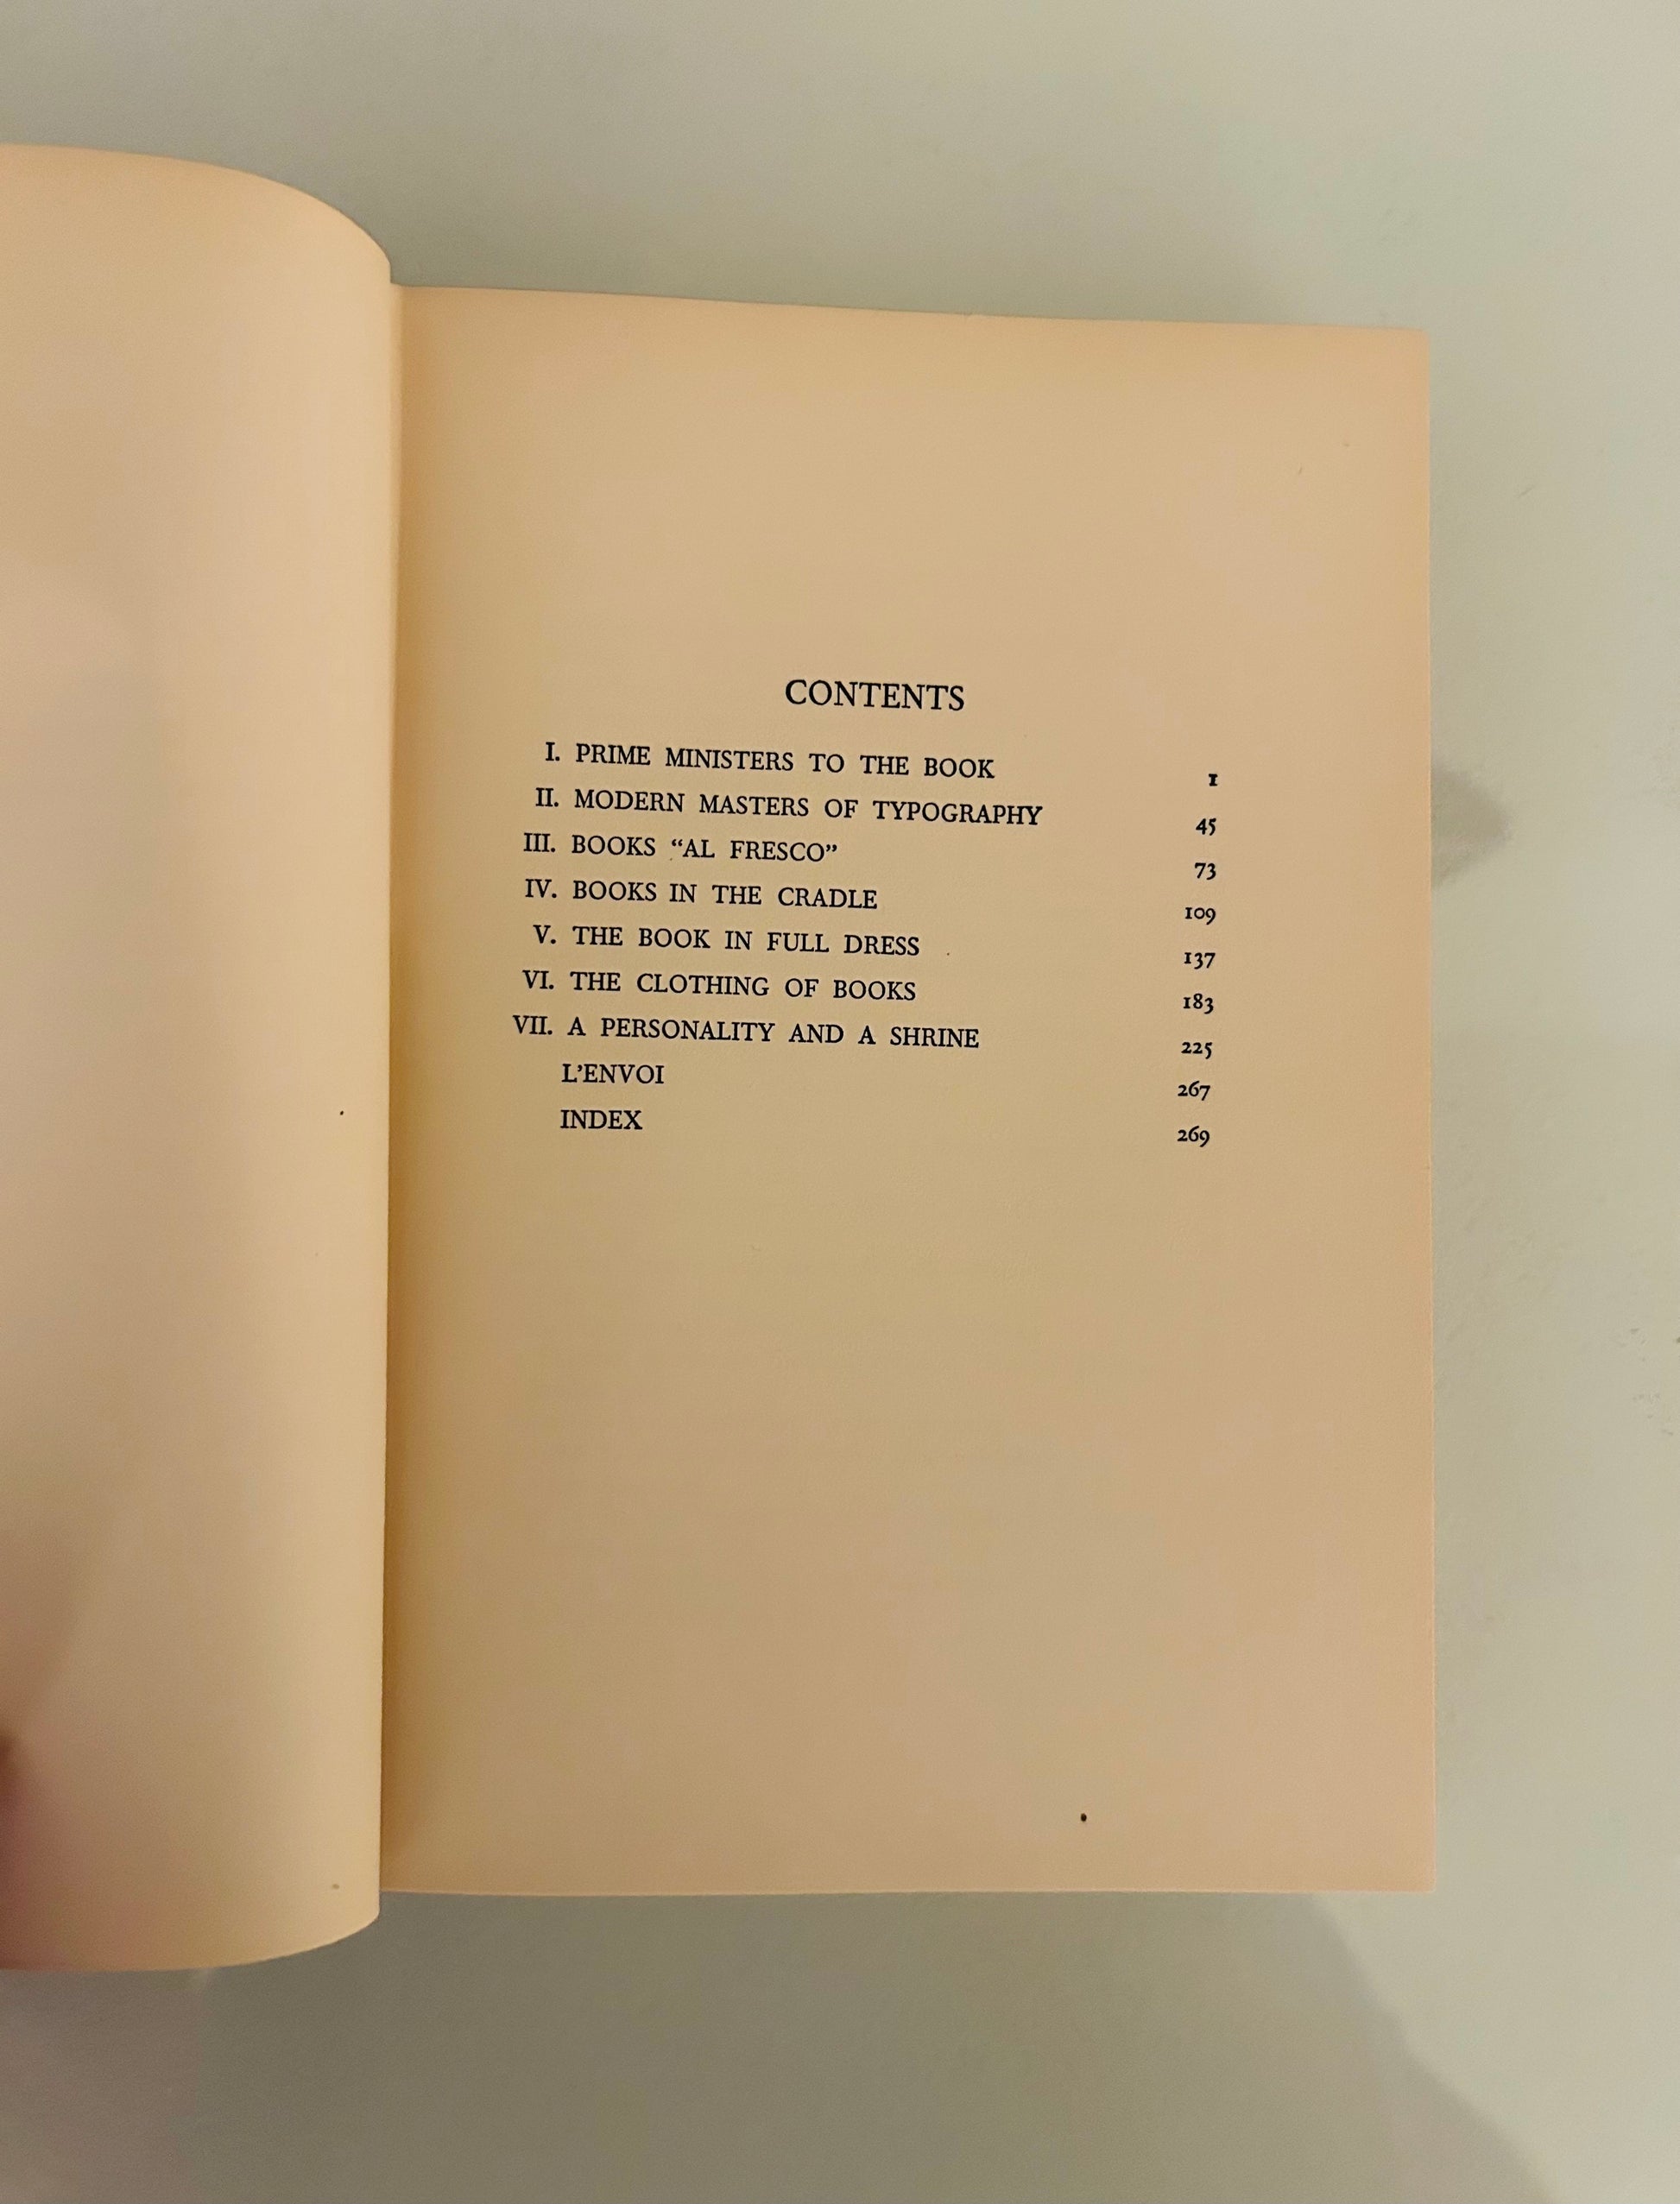 CONTENTS
I. PRIME MINISTERS TO THE BOOK 1
II. MODERN MASTERS OF TYPOGRAPHY 45
III. BOOKS “AL FRESCO” 73
IV. BOOKS IN THE CRADLE 109
V. THE BOOK IN FULL DRESS 137
VI. THE CLOTHING OF BOOKS 183
VII. A PERSONALITY AND A SHRINE 225
L’ENVOI 267
INDEX 269